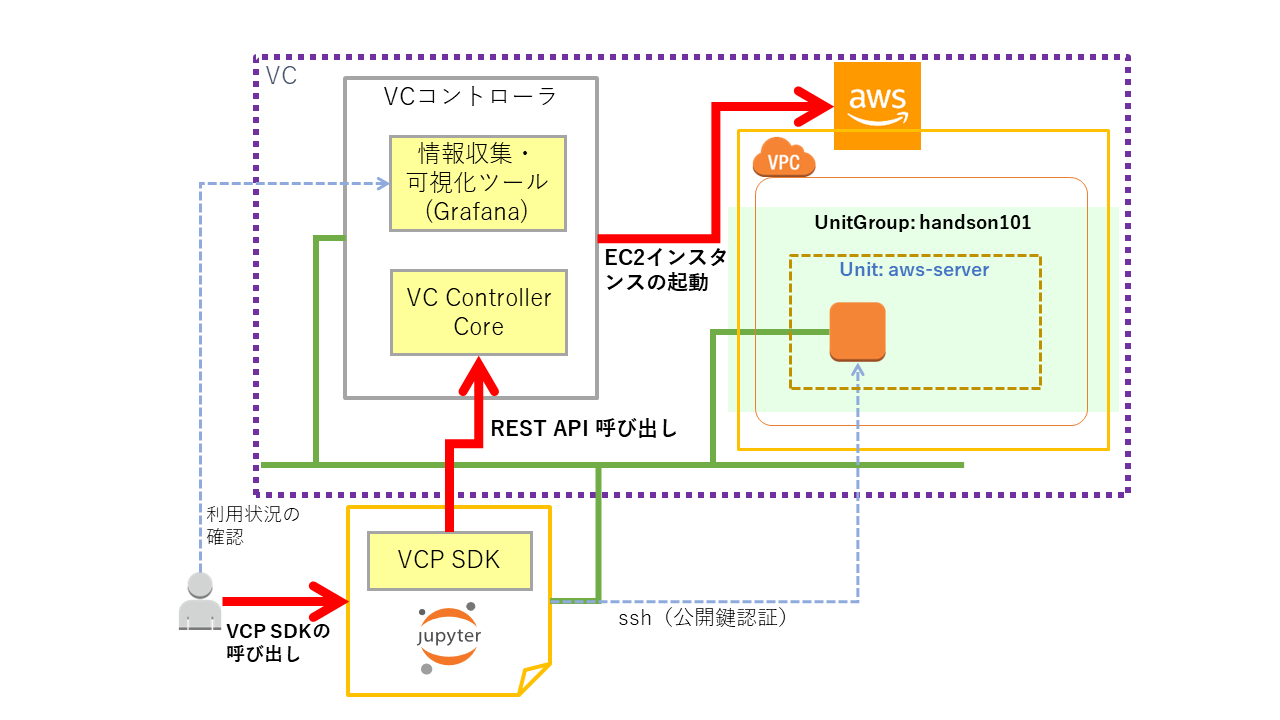 VC
VCコントローラ
aws
情報収集・
可視化ツール
(Grafana)
VPC
UnitGroup: handson101
EC2インスタ
ンスの起動
Unit: aws-server
VC Controller
Core
REST API 呼び出し
利用状況の
確認
VCP SDK
VCP SDKの
呼び出し
jupyter
ssh（公開鍵認証）